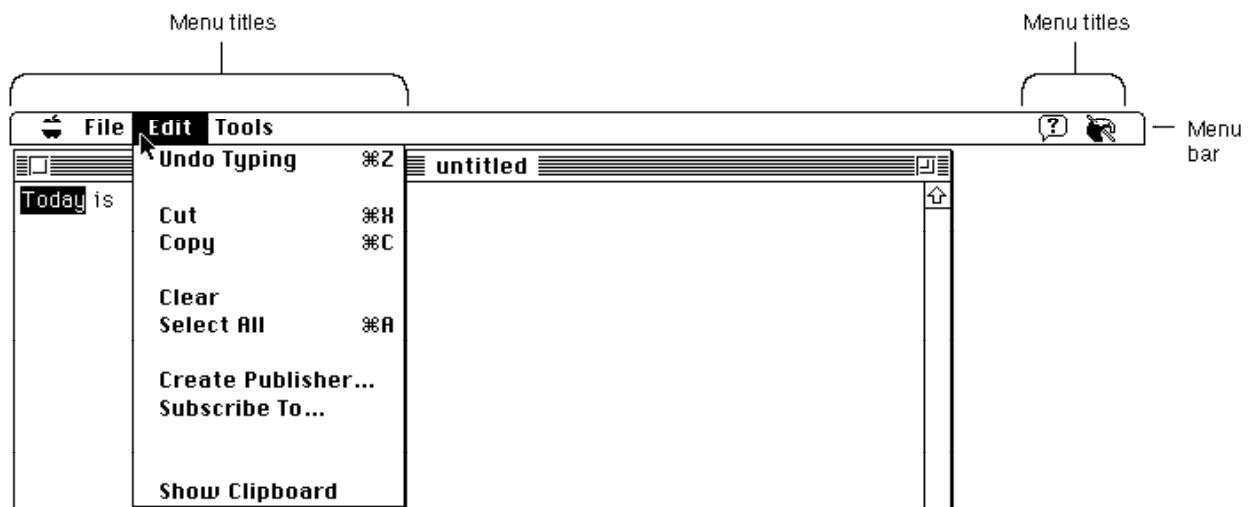 Menu titles
Menu titles
File Edit Tools
?
Menu bar
Undo Typing ⌘Z
untitled
Today is
Cut ⌘X
Copy ⌘C
Clear
Select All ⌘A
Create Publisher...
Subscribe To...
Show Clipboard